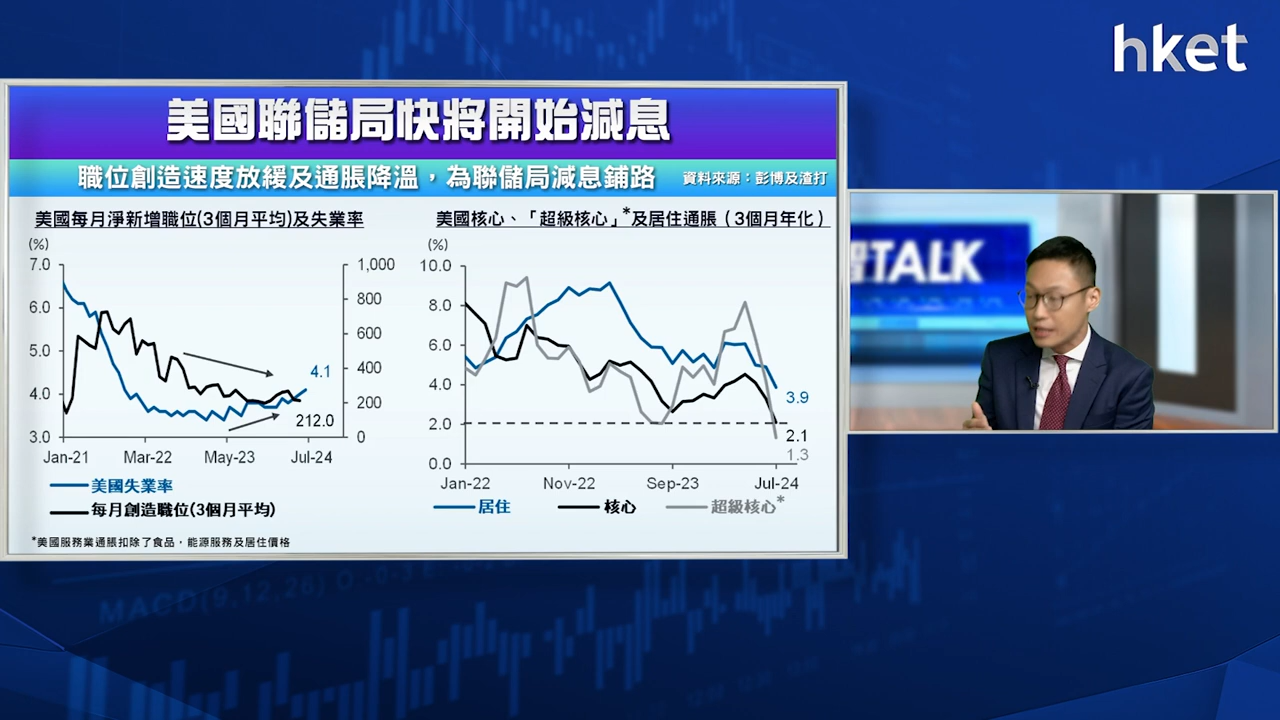 hket
美國聯儲局快將開始減息
職位創造速度放緩及通脹降溫，為聯儲局減息鋪路
資料來源：彭博及渣打
美國每月淨新增職位(3個月平均)及失業率
(%)
7.0
6.0
5.0
4.0
3.0
1,000
800
600
400
200
0
4.1
212.0
Jan-21 Mar-22 May-23 Jul-24
美國失業率
每月創造職位(3個月平均)
*美國服務業通脹扣除了食品，能源服務及居住價格
美國核心、「超級核心」*及居住通脹（3個月年化）
(%)
10.0
8.0
6.0
4.0
2.0
0.0
3.9
2.1
1.3
Jan-22 Nov-22 Sep-23 Jul-24
居住 核心 超級核心*
TALK
MACD(9,12,26)